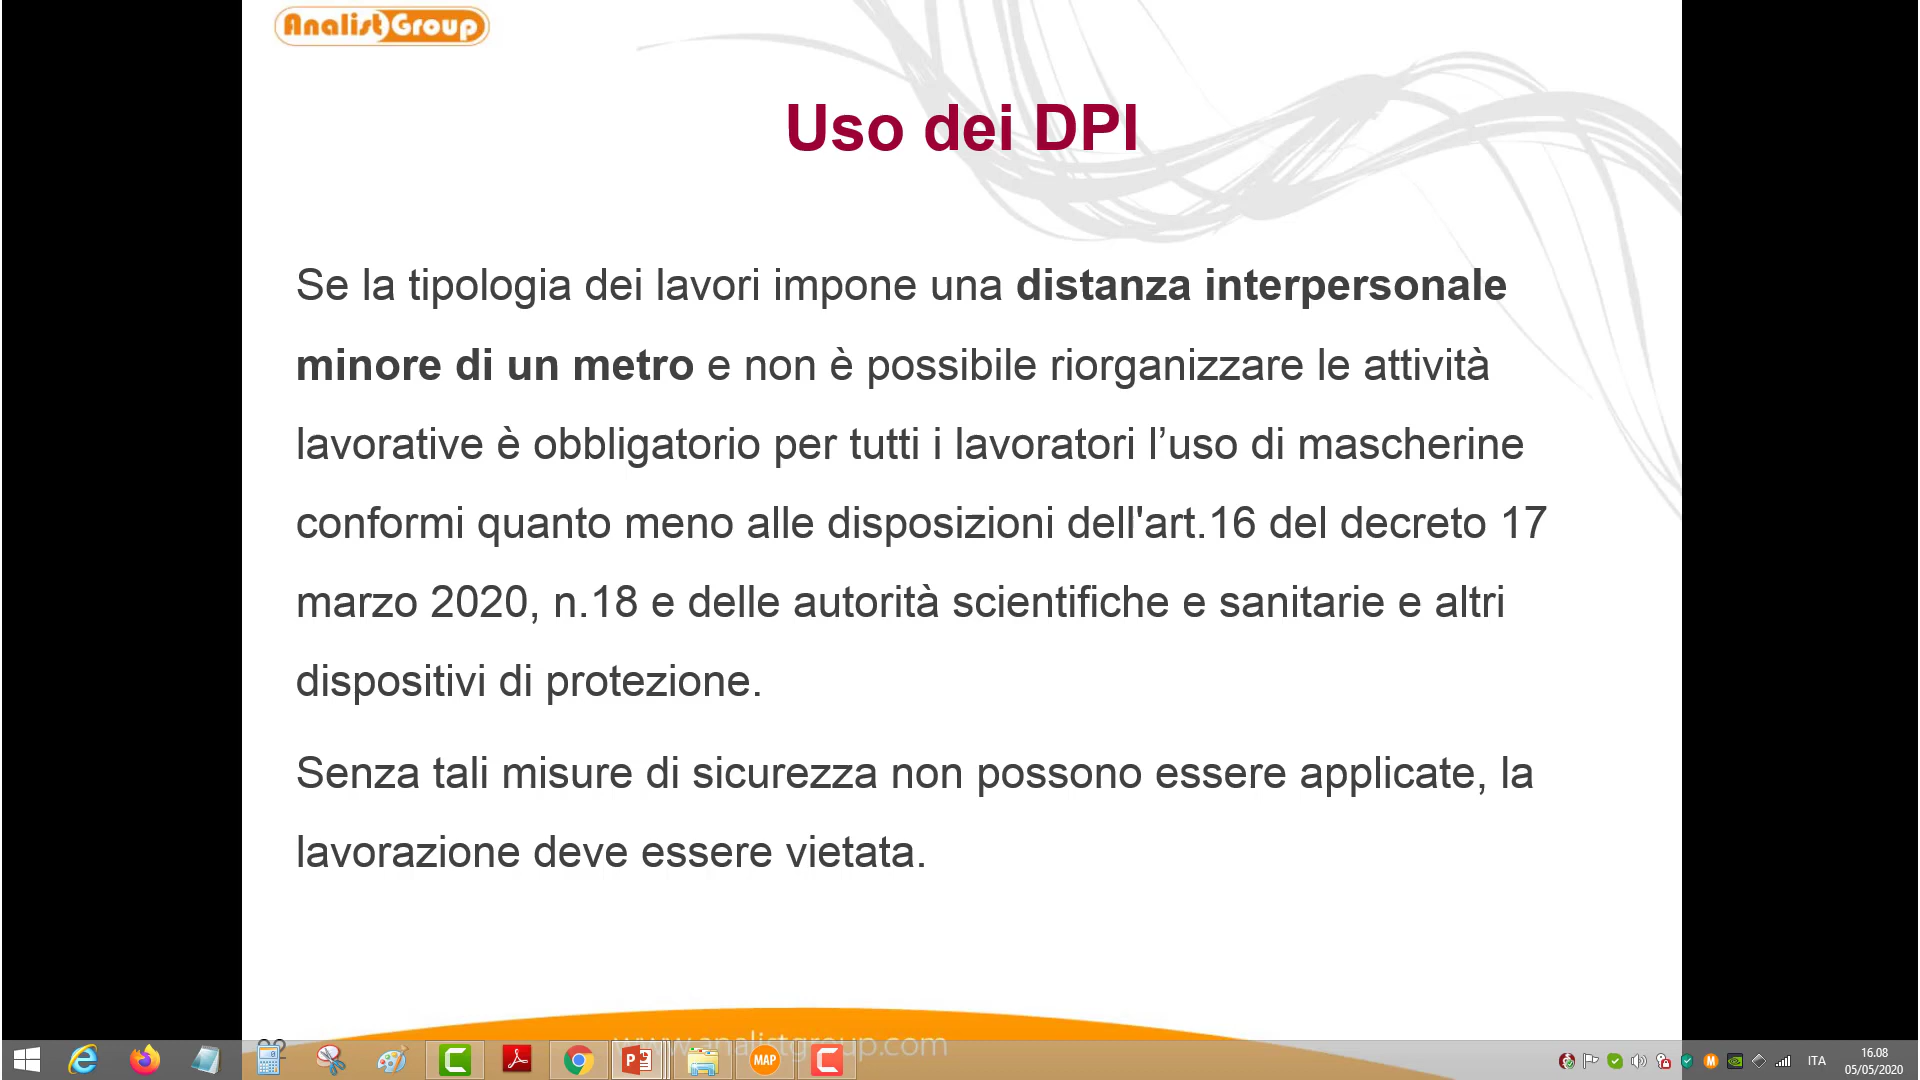 Analist Group
Uso dei DPI
Se la tipologia dei lavori impone una distanza interpersonale
minore di un metro e non è possibile riorganizzare le attività
lavorative è obbligatorio per tutti i lavoratori l’uso di mascherine
conformi quanto meno alle disposizioni dell'art.16 del decreto 17
marzo 2020, n.18 e delle autorità scientifiche e sanitarie e altri
dispositivi di protezione.
Senza tali misure di sicurezza non possono essere applicate, la
lavorazione deve essere vietata.
www.analistgroup.com
MAP
ITA
16.08
05/05/2020